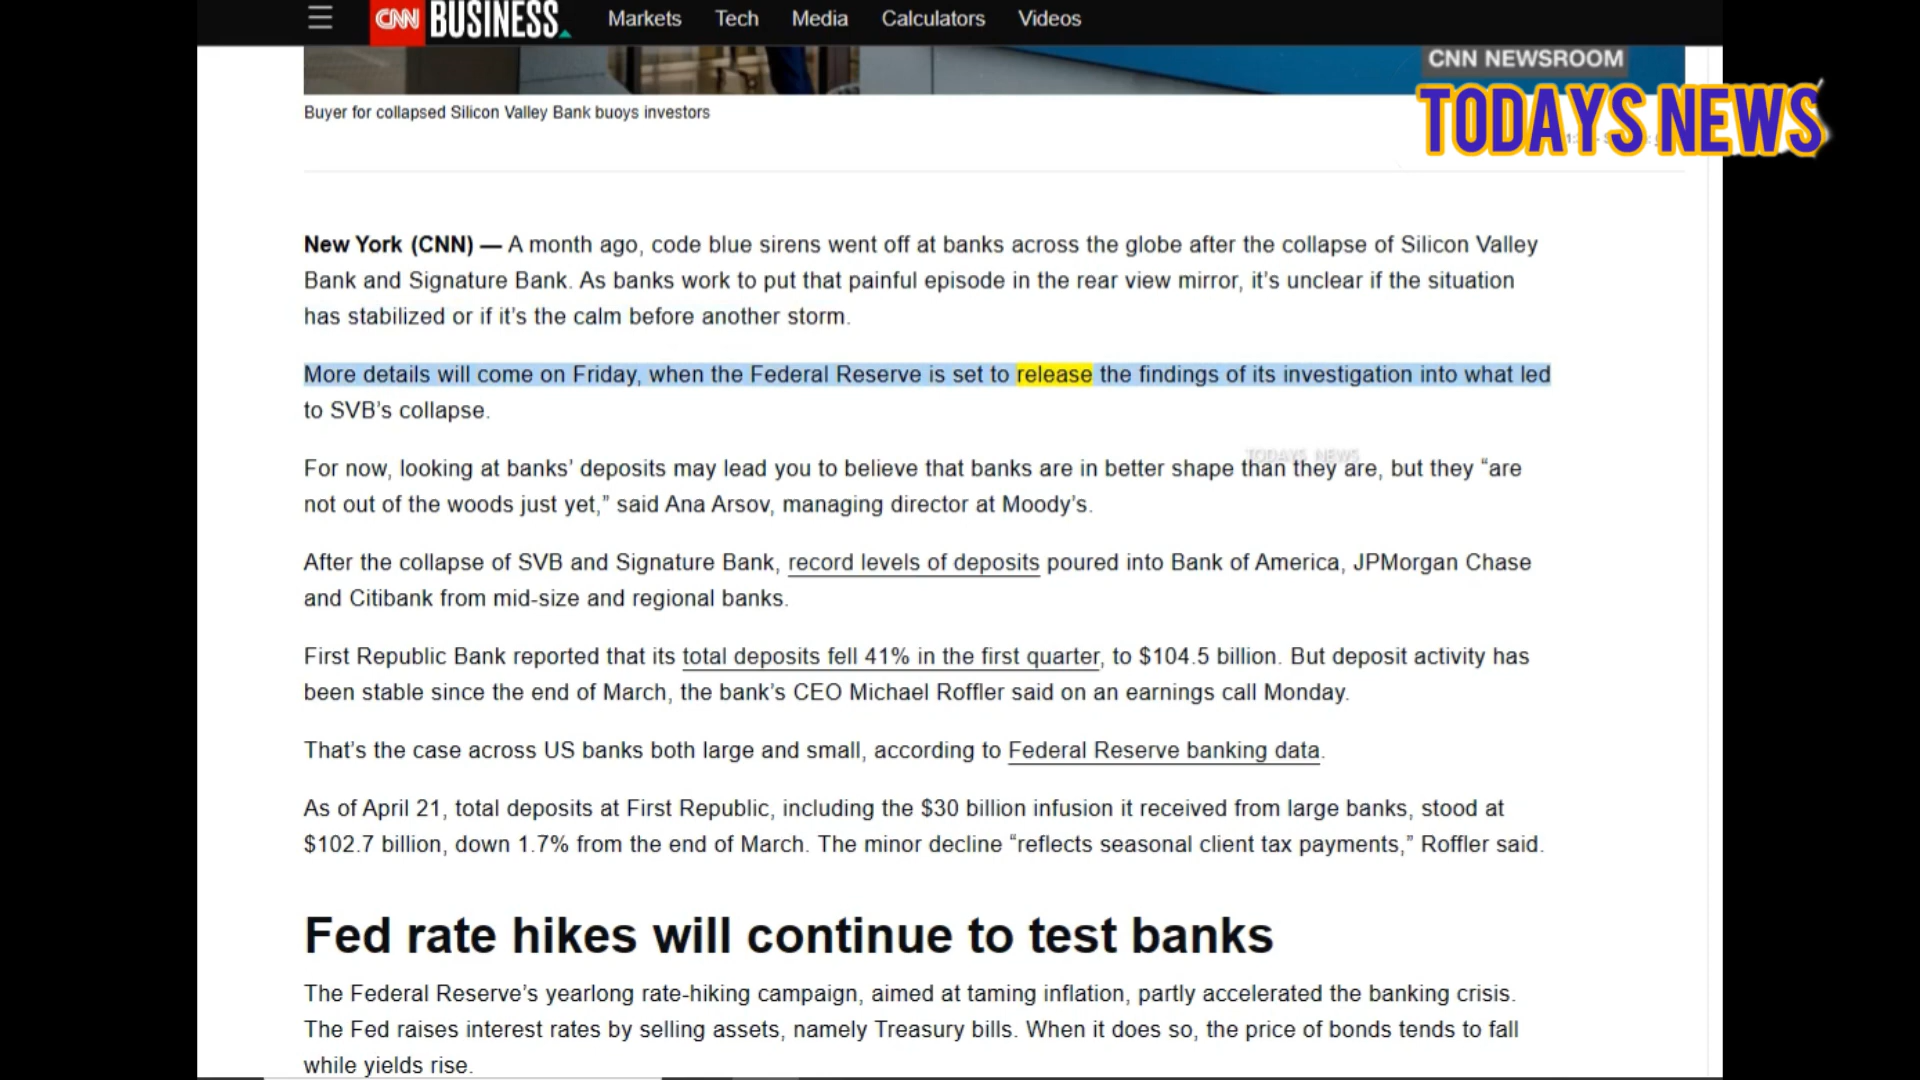 CNN BUSINESS Markets Tech Media Calculators Videos
CNN NEWSROOM
TODAYS NEWS
Buyer for collapsed Silicon Valley Bank buoys investors
New York (CNN) — A month ago, code blue sirens went off at banks across the globe after the collapse of Silicon Valley
Bank and Signature Bank. As banks work to put that painful episode in the rear view mirror, it’s unclear if the situation
has stabilized or if it’s the calm before another storm.
More details will come on Friday, when the Federal Reserve is set to release the findings of its investigation into what led
to SVB’s collapse.
TODAYS NEWS
For now, looking at banks’ deposits may lead you to believe that banks are in better shape than they are, but they “are
not out of the woods just yet,” said Ana Arsov, managing director at Moody’s.
After the collapse of SVB and Signature Bank, record levels of deposits poured into Bank of America, JPMorgan Chase
and Citibank from mid-size and regional banks.
First Republic Bank reported that its total deposits fell 41% in the first quarter, to $104.5 billion. But deposit activity has
been stable since the end of March, the bank’s CEO Michael Roffler said on an earnings call Monday.
That’s the case across US banks both large and small, according to Federal Reserve banking data.
As of April 21, total deposits at First Republic, including the $30 billion infusion it received from large banks, stood at
$102.7 billion, down 1.7% from the end of March. The minor decline “reflects seasonal client tax payments,” Roffler said.
Fed rate hikes will continue to test banks
The Federal Reserve’s yearlong rate-hiking campaign, aimed at taming inflation, partly accelerated the banking crisis.
The Fed raises interest rates by selling assets, namely Treasury bills. When it does so, the price of bonds tends to fall
while yields rise.